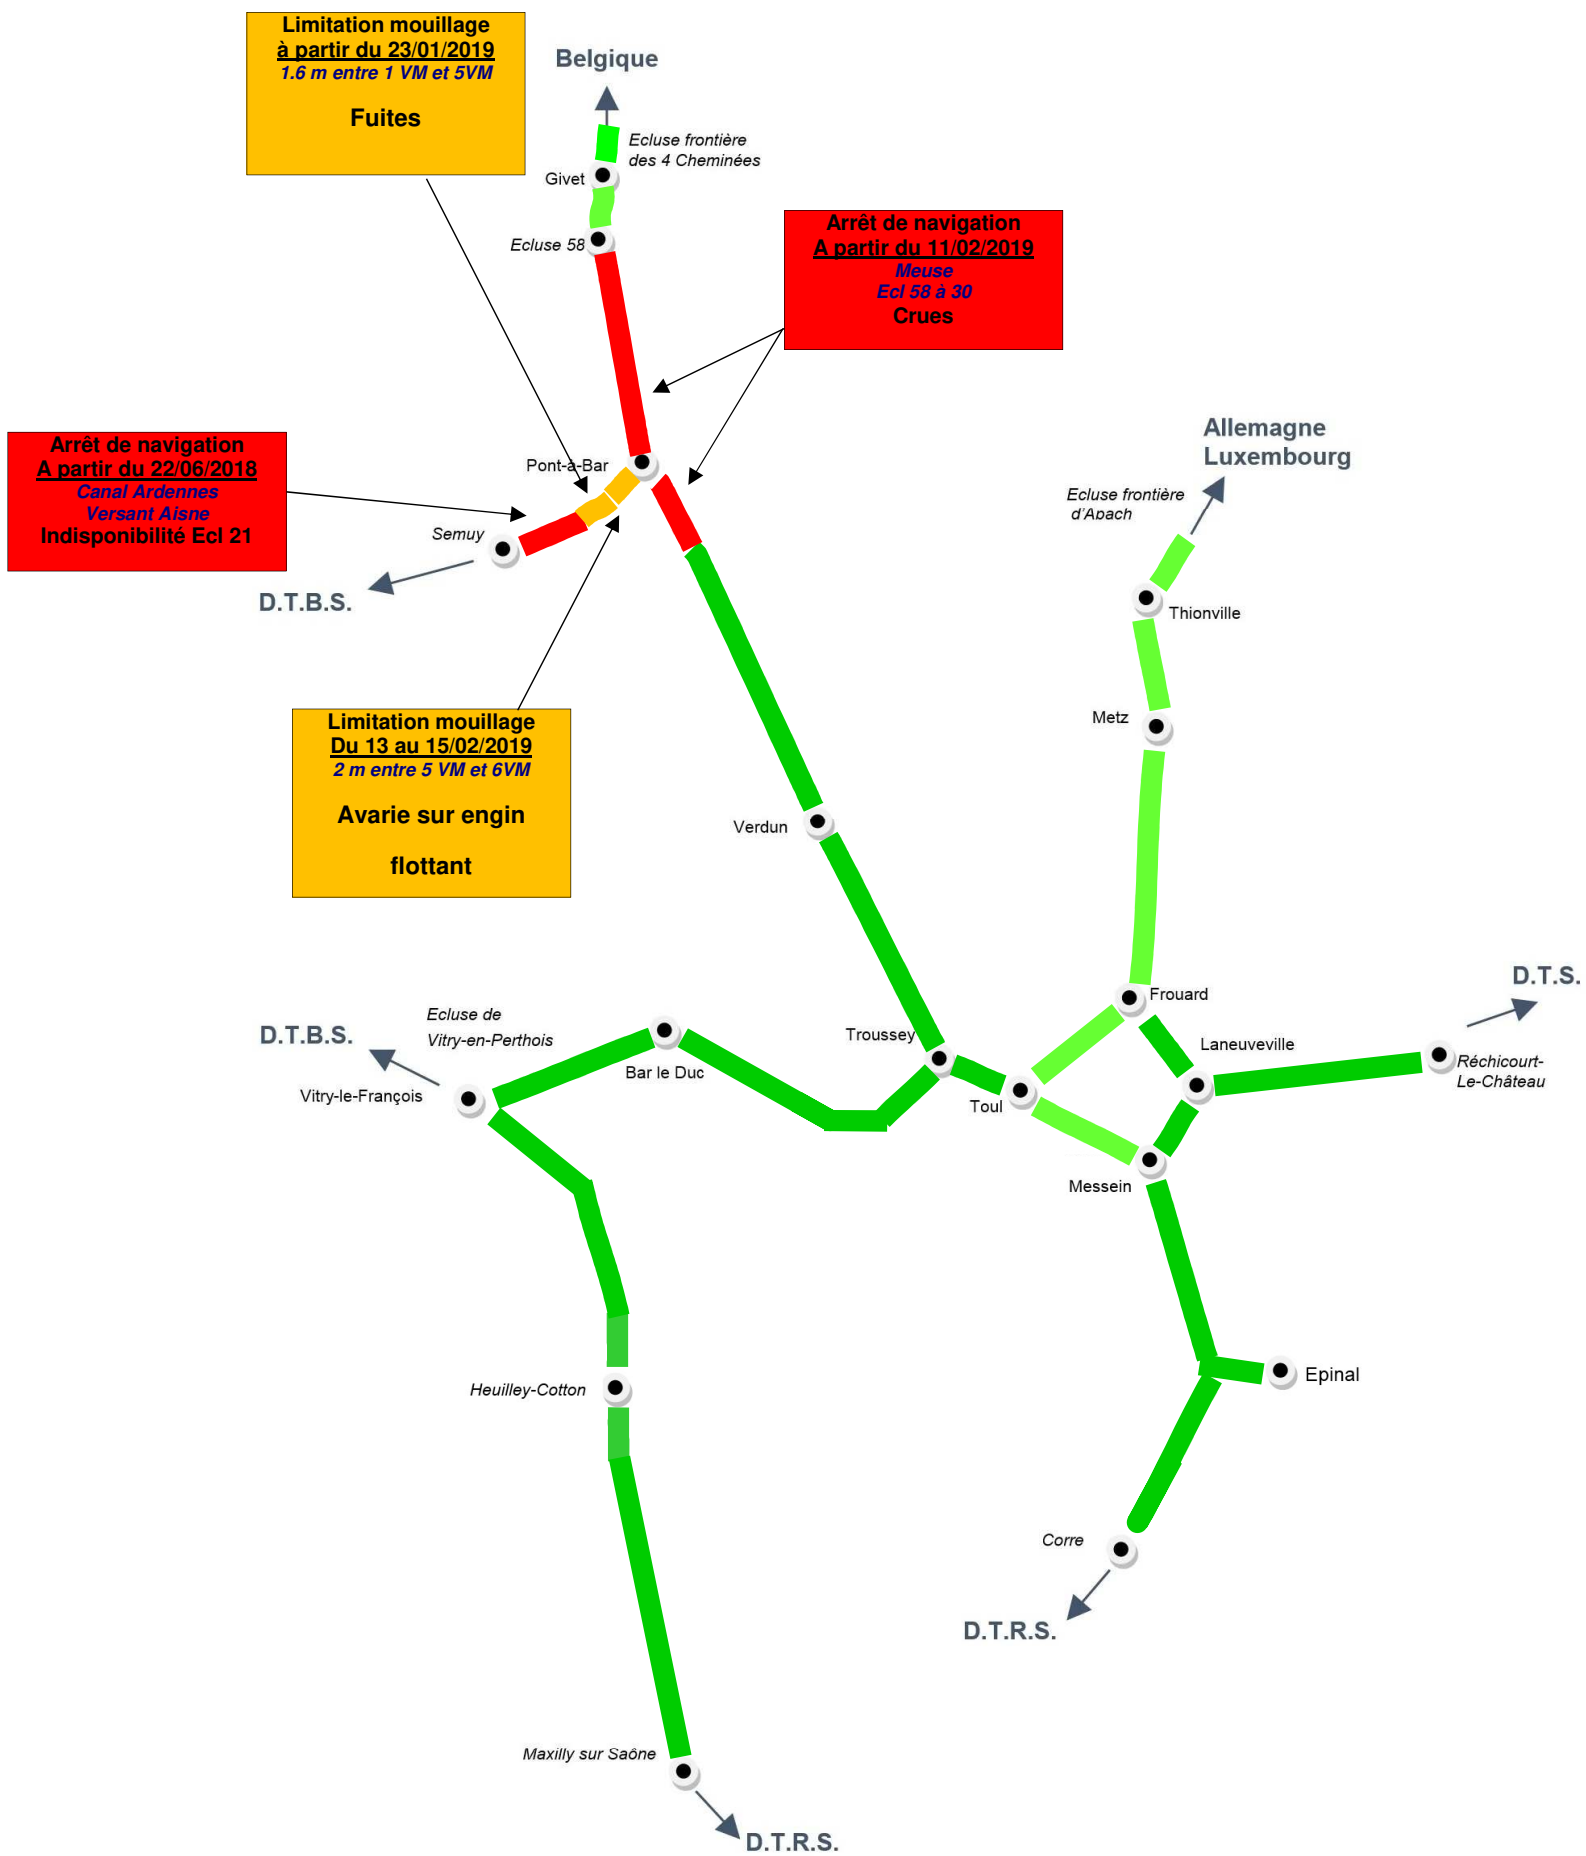 Limitation mouillage
à partir du 23/01/2019
1.6 m entre 1 VM et 5VM
Fuites
Belgique
Ecluse frontière
des 4 Cheminées
Givet
Ecluse 58
Arrêt de navigation
A partir du 11/02/2019
Meuse
Ecl 58 à 30
Crues
Arrêt de navigation
A partir du 22/06/2018
Canal Ardennes
Versant Aisne
Indisponibilité Ecl 21
Pont-à-Bar
Semuy
D.T.B.S.
Allemagne
Luxembourg
Ecluse frontière
d'Apach
Thionville
Metz
Limitation mouillage
Du 13 au 15/02/2019
2 m entre 5 VM et 6VM
Avarie sur engin
flottant
Verdun
D.T.S.
Frouard
Ecluse de
Vitry-en-Perthois
D.T.B.S.
Troussey
Laneuveville
Réchicourt-
Le-Château
Bar le Duc
Vitry-le-François
Toul
Messein
Heuilley-Cotton
Epinal
Corre
D.T.R.S.
Maxilly sur Saône
D.T.R.S.